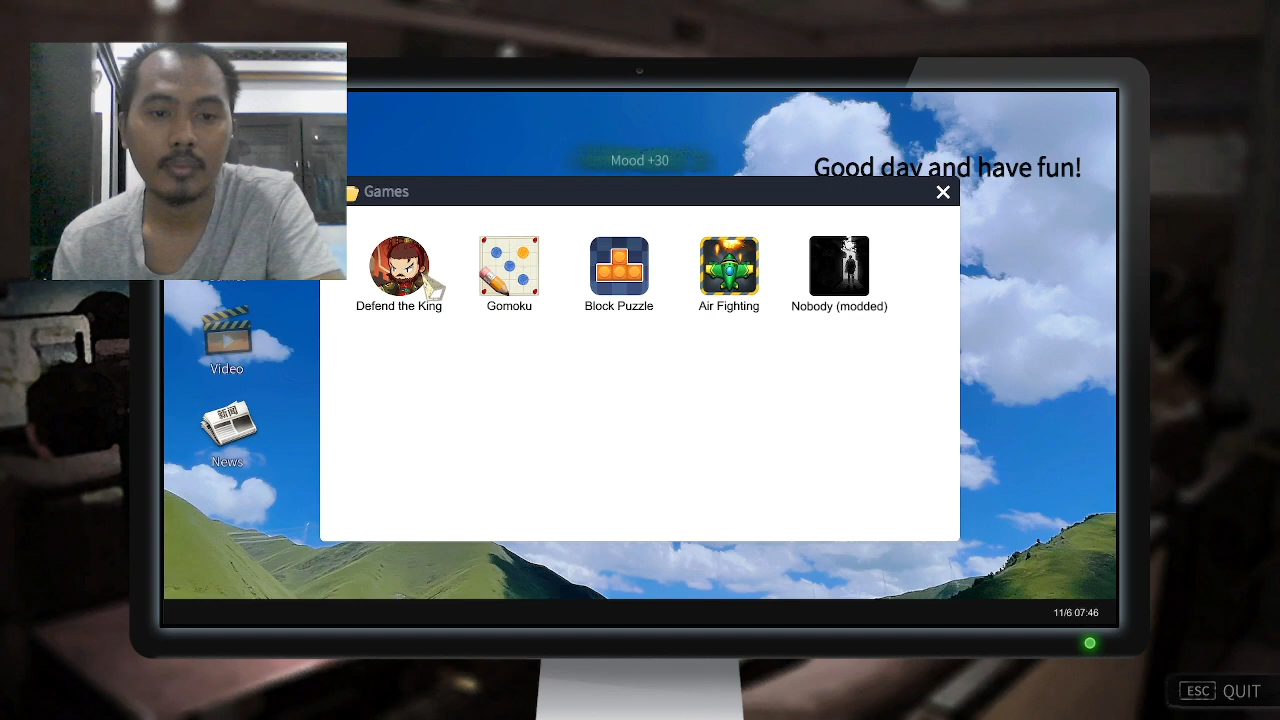 Mood +30
Good day and have fun!
Games
Defend the King
Gomoku
Block Puzzle
Air Fighting
Nobody (modded)
Video
新闻
News
11/6 07:46
ESC QUIT